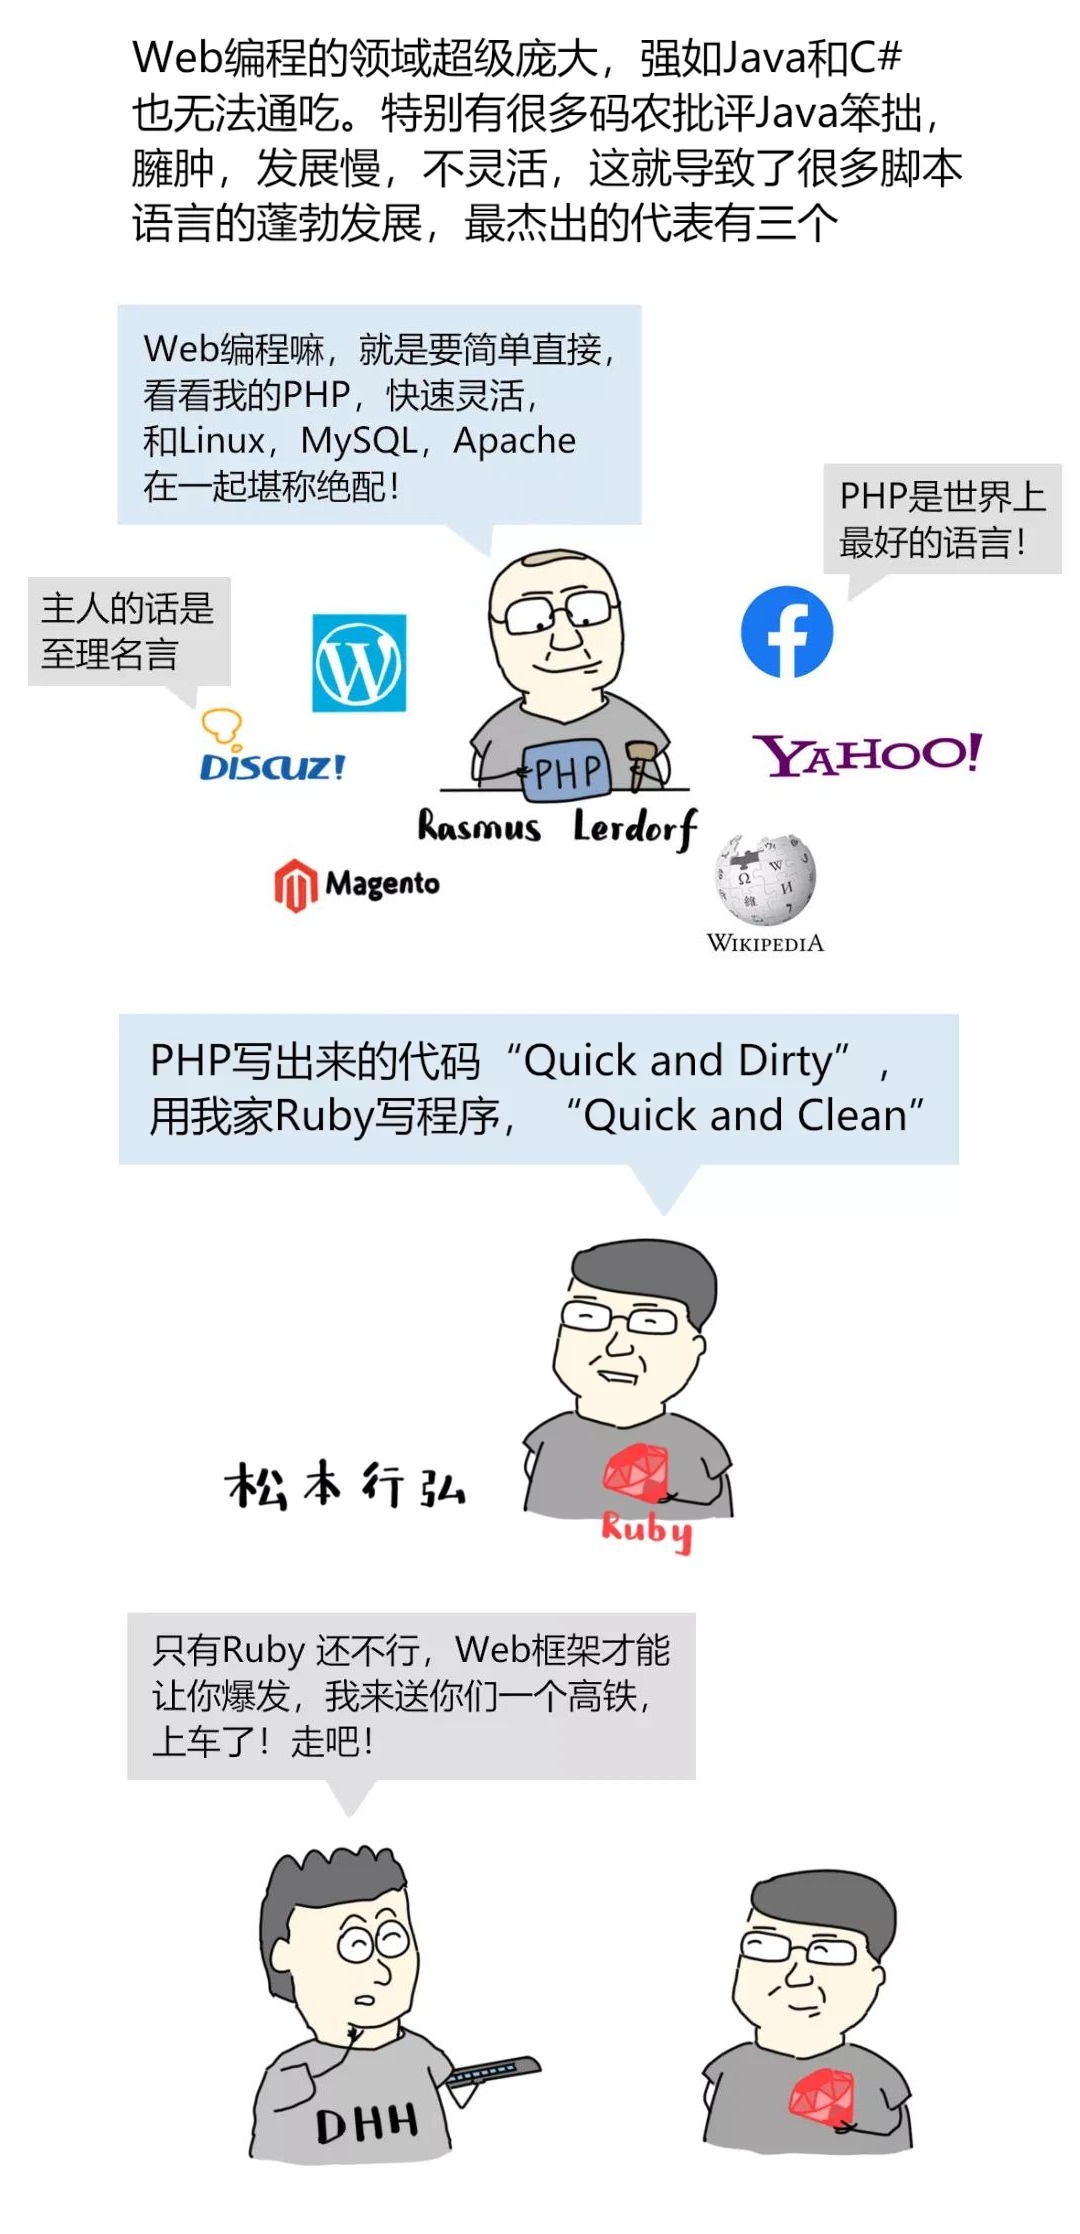 Web编程的领域超级庞大，强如Java和C#
也无法通吃。特别有很多码农批评Java笨拙，
臃肿，发展慢，不灵活，这就导致了很多脚本
语言的蓬勃发展，最杰出的代表有三个
Web编程嘛，就是要简单直接，
看看我的PHP，快速灵活，
和Linux，MySQL，Apache
在一起堪称绝配！
PHP是世界上
最好的语言！
主人的话是
至理名言
DISCUZ!
YAHOO!
PHP
Rasmus Lerdorf
Magento
WIKIPEDIA
PHP写出来的代码“Quick and Dirty”，
用我家Ruby写程序，“Quick and Clean”
松本行弘
Ruby
只有Ruby 还不行，Web框架才能
让你爆发，我来送你们一个高铁，
上车了！走吧！
DHH